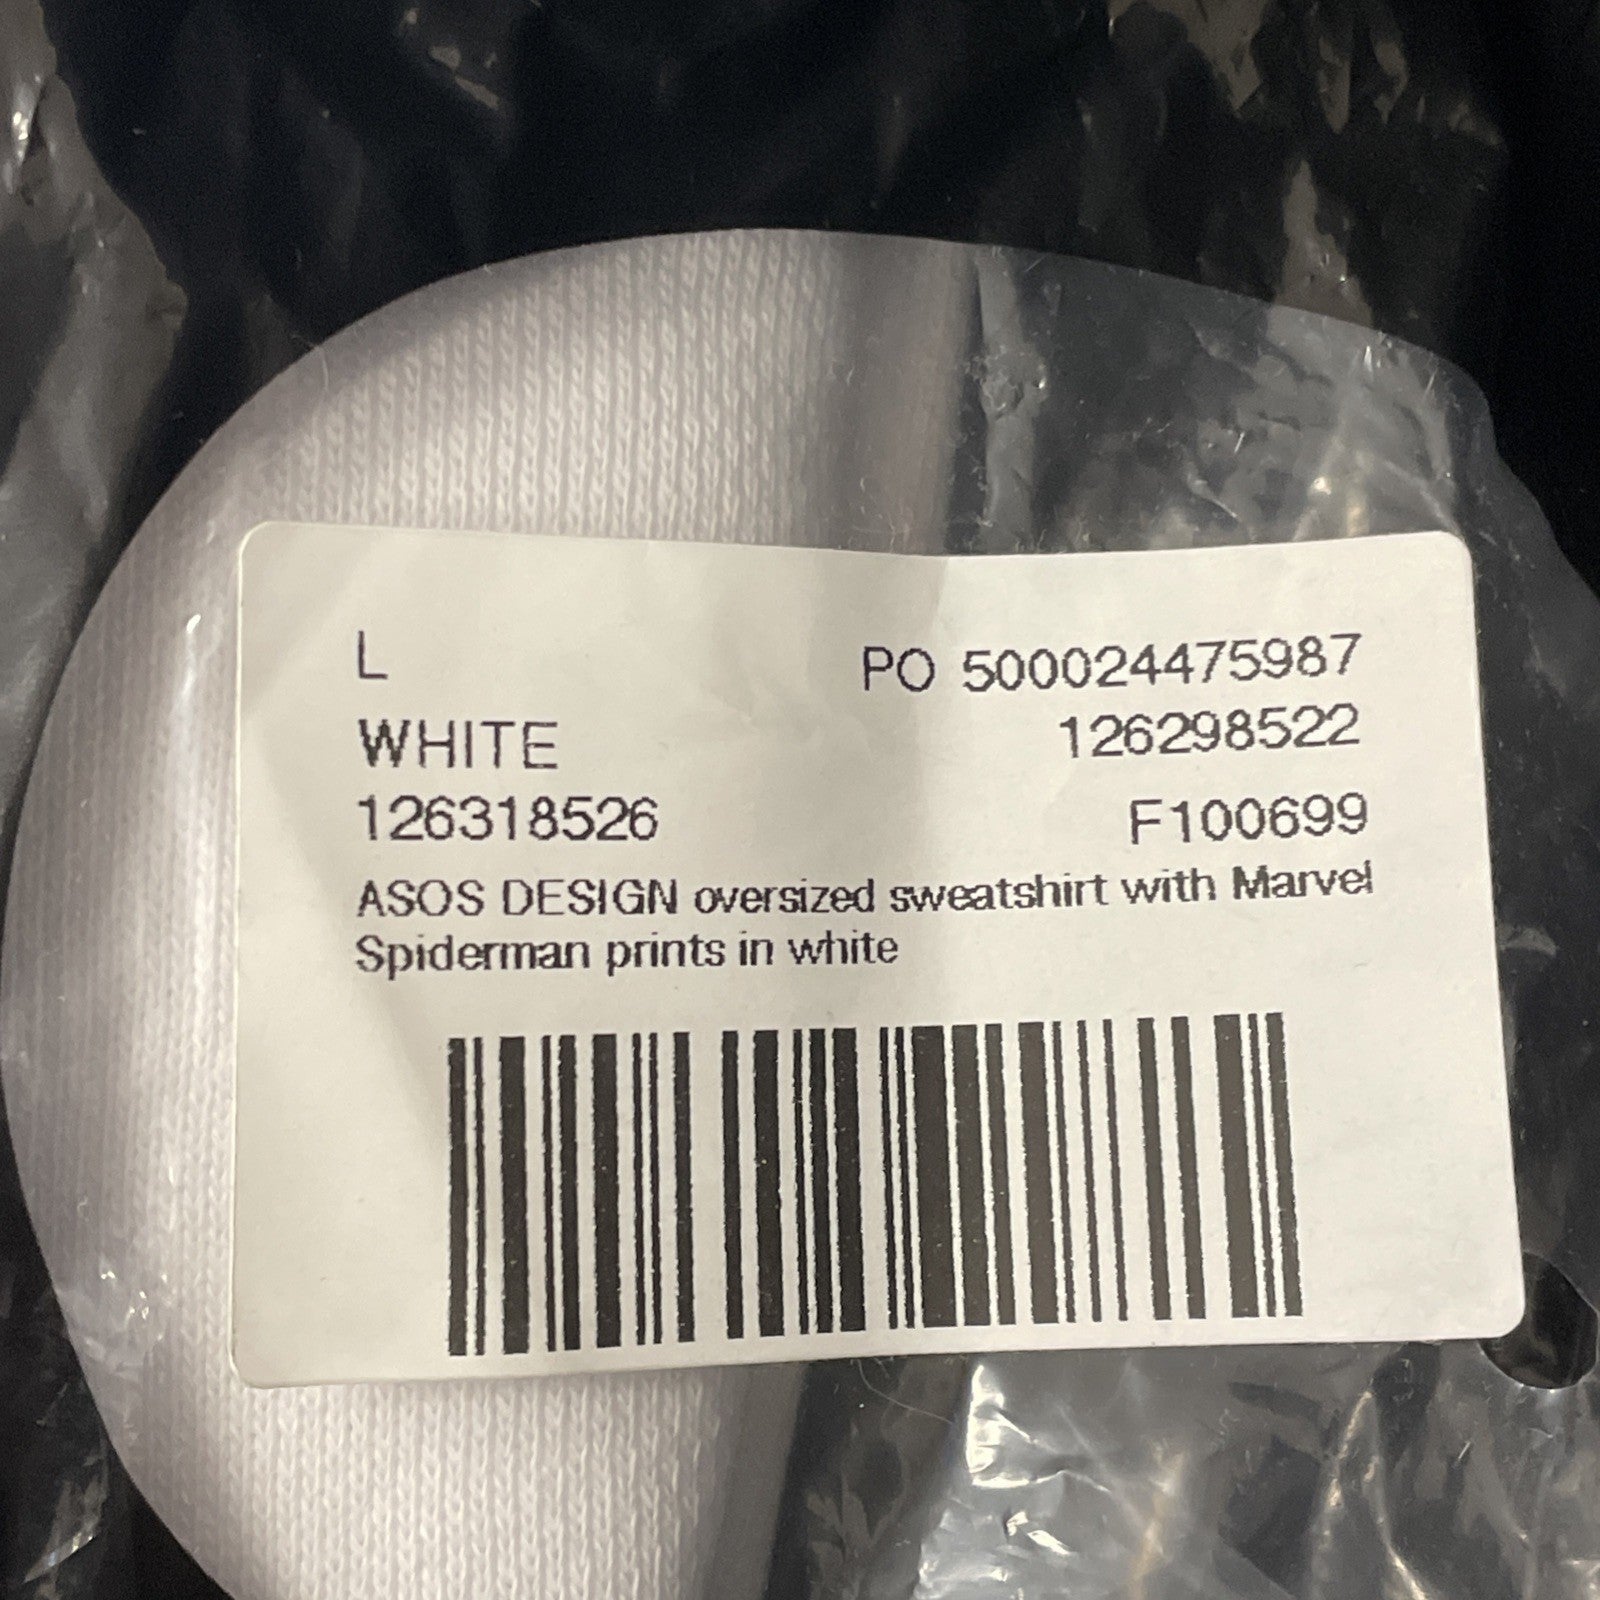 L
PO 500024475987
WHITE
126298522
126318526
F100699
ASOS DESIGN oversized sweatshirt with Marvel
Spiderman prints in white